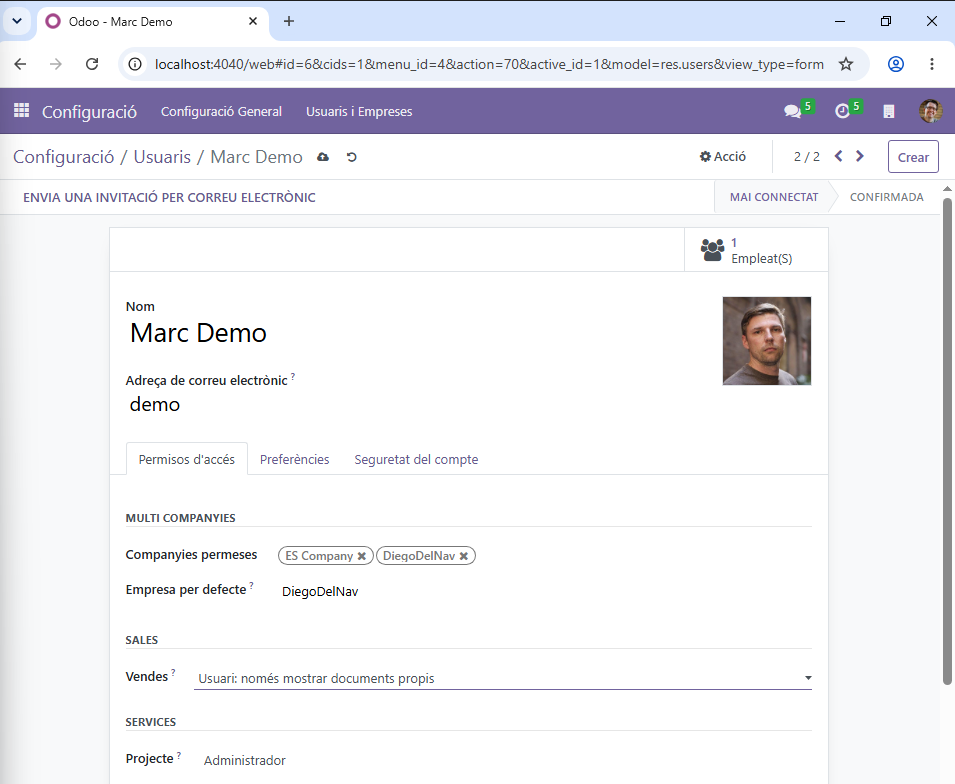 Odoo - Marc Demo
localhost:4040/web#id=6&cids=1&menu_id=4&action=70&active_id=1&model=res.users&view_type=form
Configuració Configuració General Usuaris i Empreses 5 5
Configuració / Usuaris / Marc Demo Acció 2 / 2 Crear
ENVIA UNA INVITACIÓ PER CORREU ELECTRÒNIC MAI CONNECTAT CONFIRMADA
1
Empleat(S)
Nom
Marc Demo
Adreça de correu electrònic ?
demo
Permisos d'accés Preferències Seguretat del compte
MULTI COMPANYIES
Companyies permeses ES Company DiegoDelNav
Empresa per defecte ? DiegoDelNav
SALES
Vendes ? Usuari: només mostrar documents propis
SERVICES
Projecte ? Administrador